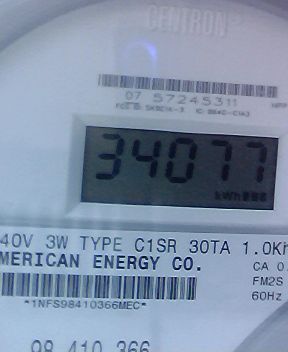 CENTRON
07 57245311
34077
kWh
40V 3W TYPE C1SR 30TA 1.0Kh
MERICAN ENERGY CO.
CA 0.
FM2S
60Hz
*1NFS98410366MEC*
98 410 366